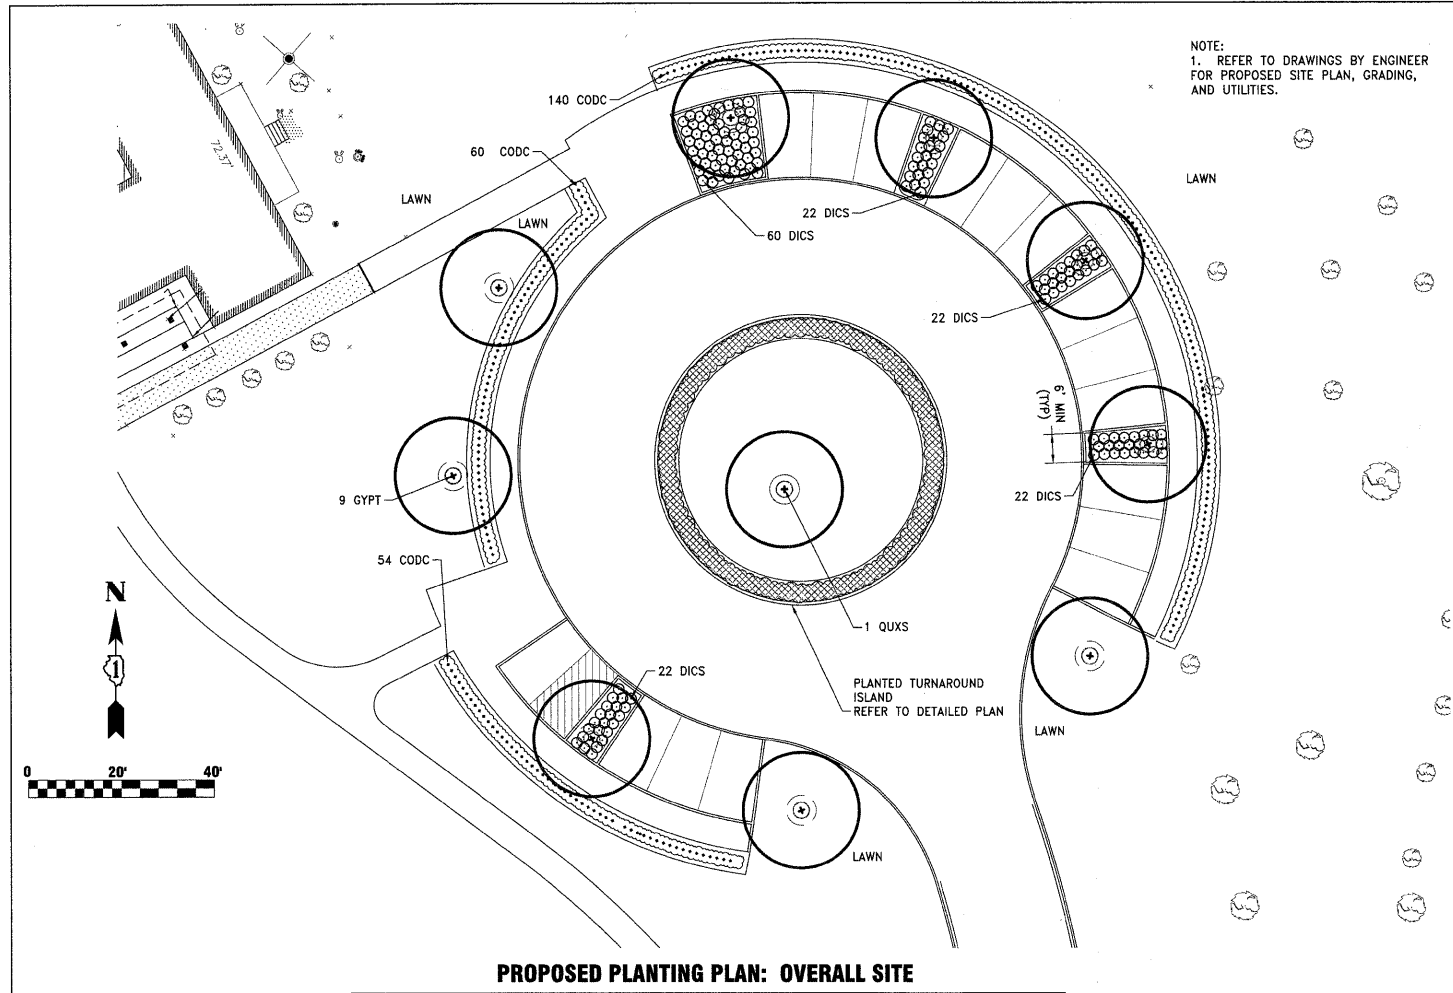 NOTE:
1. REFER TO DRAWINGS BY ENGINEER
FOR PROPOSED SITE PLAN, GRADING,
AND UTILITIES.
140 CODC
60 CODC
72.37'
LAWN
LAWN
LAWN
22 DICS
60 DICS
22 DICS
6' MIN
(TYP)
22 DICS
9 GYPT
54 CODC
N
1
1 QUXS
22 DICS
PLANTED TURNAROUND
ISLAND
REFER TO DETAILED PLAN
LAWN
0 20' 40'
LAWN
PROPOSED PLANTING PLAN: OVERALL SITE